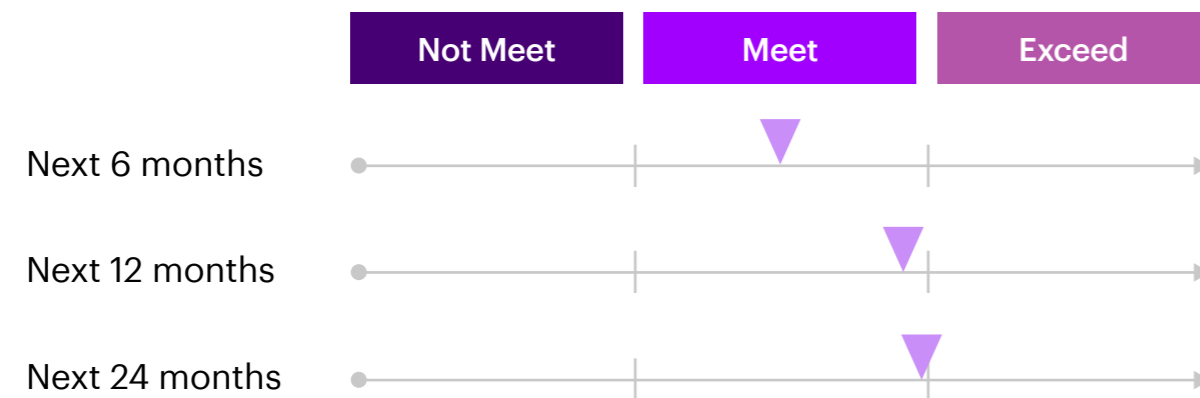 Not Meet
Meet
Exceed
Next 6 months
Next 12 months
Next 24 months